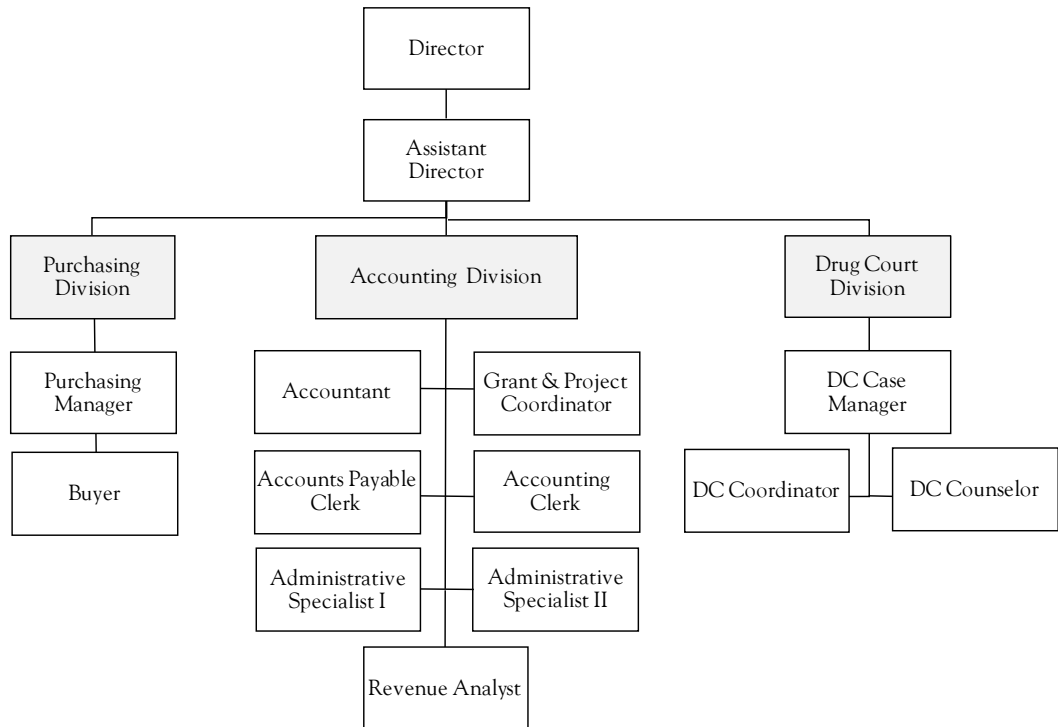 Director
Assistant
Director
Purchasing
Division
Accounting Division
Drug Court
Division
Purchasing
Manager
Accountant
Grant & Project
Coordinator
DC Case
Manager
Buyer
Accounts Payable
Clerk
Accounting
Clerk
DC Coordinator
DC Counselor
Administrative
Specialist I
Administrative
Specialist II
Revenue Analyst